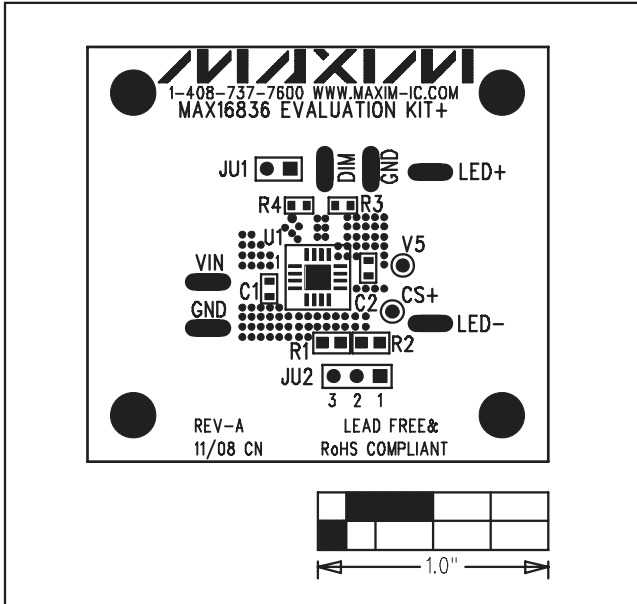 MAXIM
1-408-737-7600 WWW.MAXIM-IC.COM
MAX16836 EVALUATION KIT+
JU1
DIM
GND
LED+
R4
R3
U1
1
V5
VIN
C1
C2
CS+
GND
LED-
R1
R2
JU2
3 2 1
REV-A
11/08 CN
LEAD FREE&
RoHS COMPLIANT
1.0"